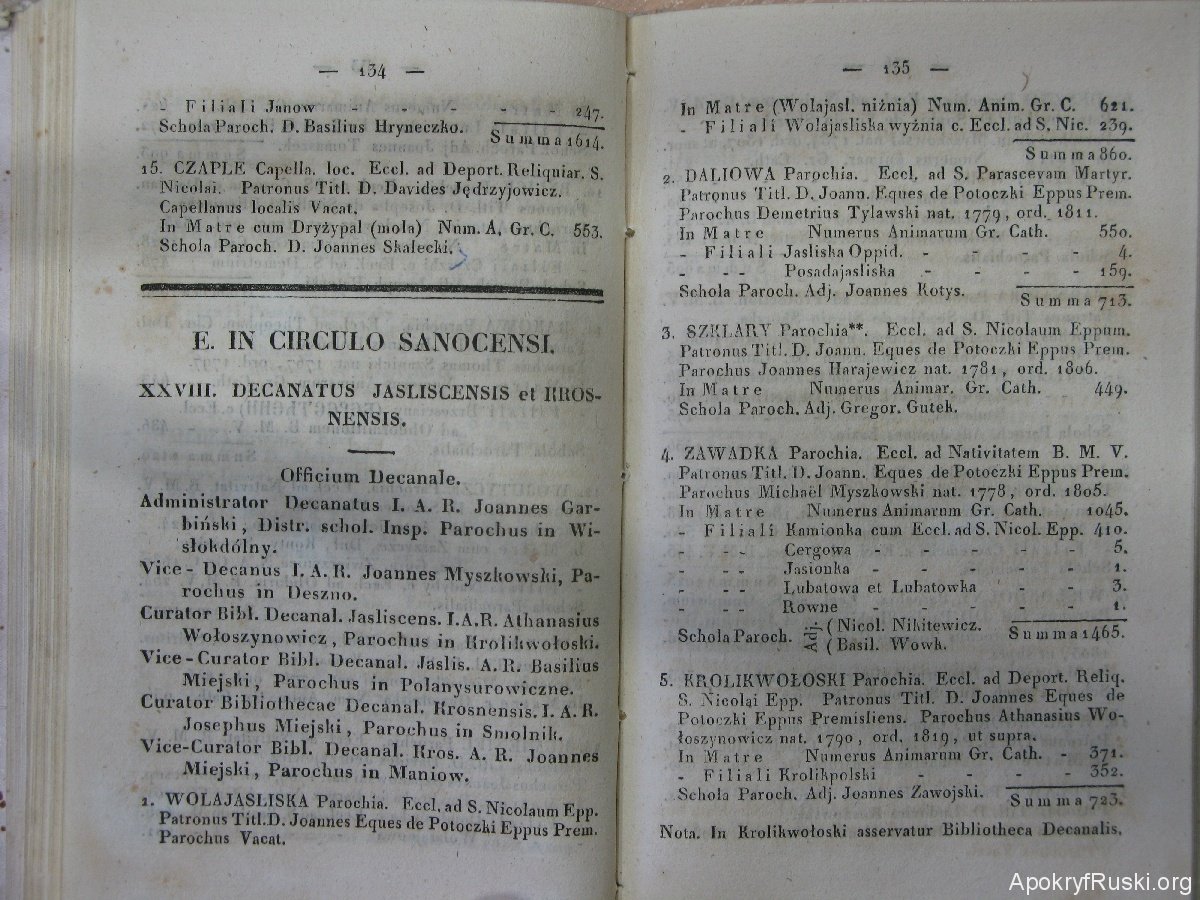 — 134 —
- Filiali Janow - - - - - 247.
Schola Paroch. D. Basilius Hryneczko.
Summa 1614.
15. CZAPLE Capella. loc. Eccl. ad Deport. Reliquiar. S.
Nicolai. Patronus Titl. D. Davides Jędrzyjowicz.
Capellanus localis Vacat.
In Matre cum Dryżypal (mola) Num. A. Gr. C. 553.
Schola Paroch. D. Joannes Skalecki.
E. IN CIRCULO SANOCENSI.
XXVIII. DECANATUS JASLISCENSIS et KROS-
NENSIS.
Officium Decanale.
Administrator Decanatus I. A. R. Joannes Gar-
biński, Distr. schol. Insp. Parochus in Wi-
słokdólny.
Vice-Decanus I. A. R. Joannes Myszkowski, Pa-
rochus in Deszno.
Curator Bibl. Decanal. Jasliscens. I.A.R. Athanasius
Wołoszynowicz, Parochus in Krolikwołoski.
Vice-Curator Bibl. Decanal. Jaslis. A. R. Basilius
Miejski, Parochus in Polanysurowiczne.
Curator Bibliothecae Decanal. Krosnensis. I. A. R.
Josephus Miejski, Parochus in Smolnik.
Vice-Curator Bibl. Decanal. Kros. A. R. Joannes
Miejski, Parochus in Maniow.
1. WOLAJASLISKA Parochia. Eccl. ad S. Nicolaum Epp.
Patronus Titl.D. Joannes Eques de Potoczki Eppus Prem.
Parochus Vacat.
— 135 —
In Matre (Wolajasl. niźnia) Num. Anim. Gr. C. 621.
- Filiali Wolajasliska wyźnia c. Eccl. ad S. Nic. 239.
Summa 860.
2. DALIOWA Parochia. Eccl. ad S. Parascevam Martyr.
Patronus Titl. D. Joann. Eques de Potoczki Eppus Prem.
Parochus Demetrius Tylawski nat. 1779, ord. 1811.
In Matre Numerus Animarum Gr. Cath. 550.
- Filiali Jasliska Oppid. - - - - 4.
- - - Posadajasliska - - - - 159.
Schola Paroch. Adj. Joannes Kotys.
Summa 713.
3. SZKLARY Parochia**. Eccl. ad S. Nicolaum Eppum.
Patronus Titl. D. Joann. Eques de Potoczki Eppus Prem.
Parochus Joannes Harajewicz nat. 1781, ord. 1806.
In Matre Numerus Animar. Gr. Cath. 449.
Schola Paroch. Adj. Gregor. Gutek.
4. ZAWADKA Parochia. Eccl. ad Nativitatem B. M. V.
Patronus Titl. D. Joann. Eques de Potoczki Eppus Prem.
Parochus Michaël Myszkowski nat. 1778, ord. 1805.
In Matre Numerus Animarum Gr. Cath. 1045.
- Filiali Kamionka cum Eccl. ad S. Nicol. Epp. 410.
- - - Cergowa - - - - - 5.
- - - Jasionka - - - - - 1.
- - - Lubatowa et Lubatowka - - 3.
- - - Rowne - - - - - 1.
Schola Paroch. Adj. ( Nicol. Nikitewicz.
( Basil. Wowk.
Summa 1465.
5. KROLIKWOŁOSKI Parochia. Eccl. ad Deport. Reliq.
S. Nicolai Epp. Patronus Titl. D. Joannes Eques de
Potoczki Eppus Premisliens. Parochus Athanasius Wo-
łoszynowicz nat. 1790, ord. 1819, ut supra.
In Matre Numerus Animarum Gr. Cath. - 371.
- Filiali Krolikpolski - - - - 352.
Schola Paroch. Adj. Joannes Zawojski.
Summa 723.
Nota. In Krolikwołoski asservatur Bibliotheca Decanalis.
ApokryfRuski.org